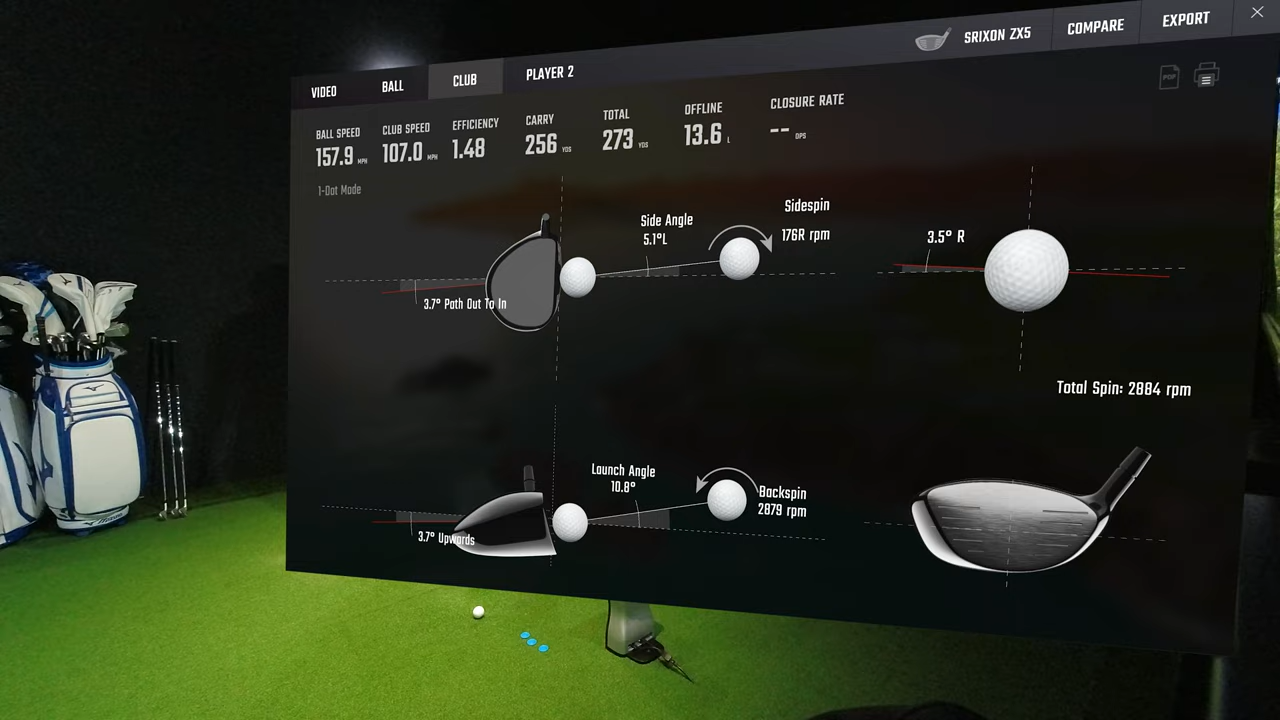 SRIXON ZX5
COMPARE
EXPORT
VIDEO
BALL
CLUB
PLAYER 2
PDF
BALL SPEED
157.9 MPH
CLUB SPEED
107.0 MPH
EFFICIENCY
1.48
CARRY
256 YDS
TOTAL
273 YDS
OFFLINE
13.6 L
CLOSURE RATE
-- DPS
1-Dot Mode
Side Angle
5.1°L
Sidespin
176R rpm
3.5° R
3.7° Path Out To In
Total Spin: 2884 rpm
Launch Angle
10.8°
Backspin
2879 rpm
3.7° Upwards